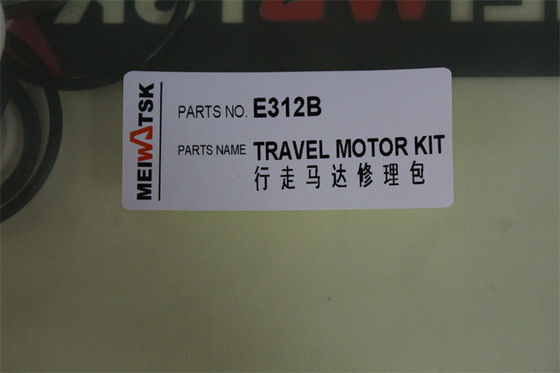 MEIWATSK
PARTS NO. E312B
PARTS NAME TRAVEL MOTOR KIT
行走马达修理包